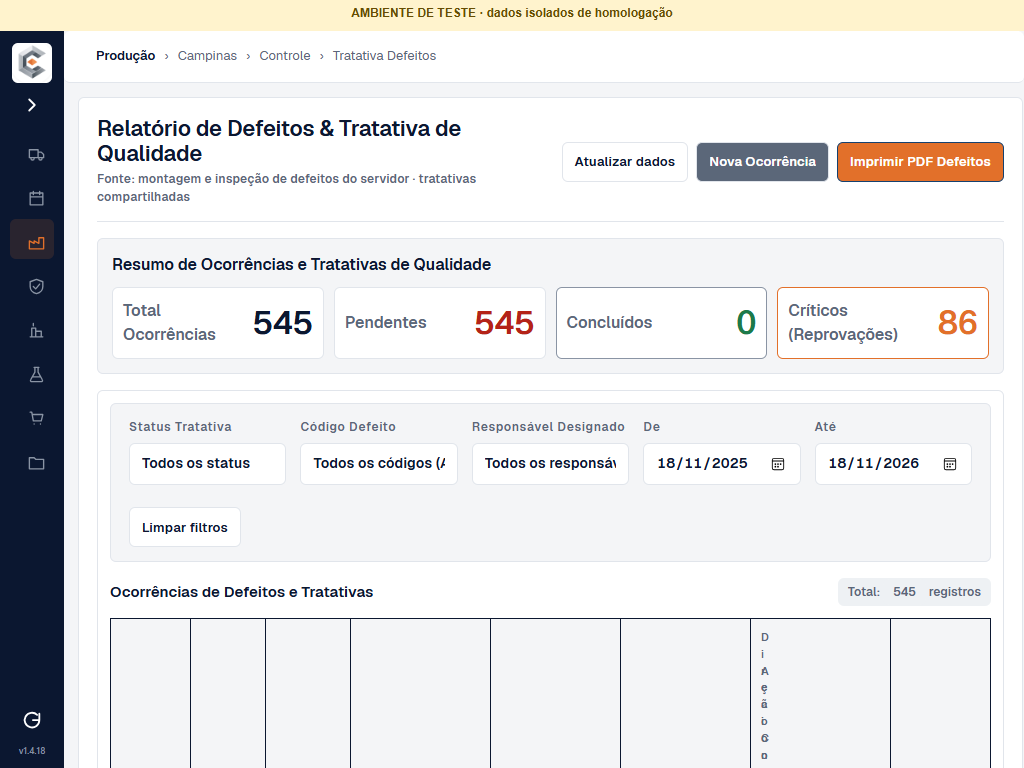 AMBIENTE DE TESTE · dados isolados de homologação
Produção › Campinas › Controle › Tratativa Defeitos
Relatório de Defeitos & Tratativa de
Qualidade
Fonte: montagem e inspeção de defeitos do servidor · tratativas
compartilhadas
Atualizar dados
Nova Ocorrência
Imprimir PDF Defeitos
Resumo de Ocorrências e Tratativas de Qualidade
Total
Ocorrências
545
Pendentes
545
Concluídos
0
Críticos
(Reprovações)
86
Status Tratativa
Código Defeito
Responsável Designado
De
Até
Todos os status
Todos os códigos (
Todos os
18/11/2025
18/11/2026
Limpar filtros
Ocorrências de Defeitos e Tratativas
Total: 545 registros
v1.4.18